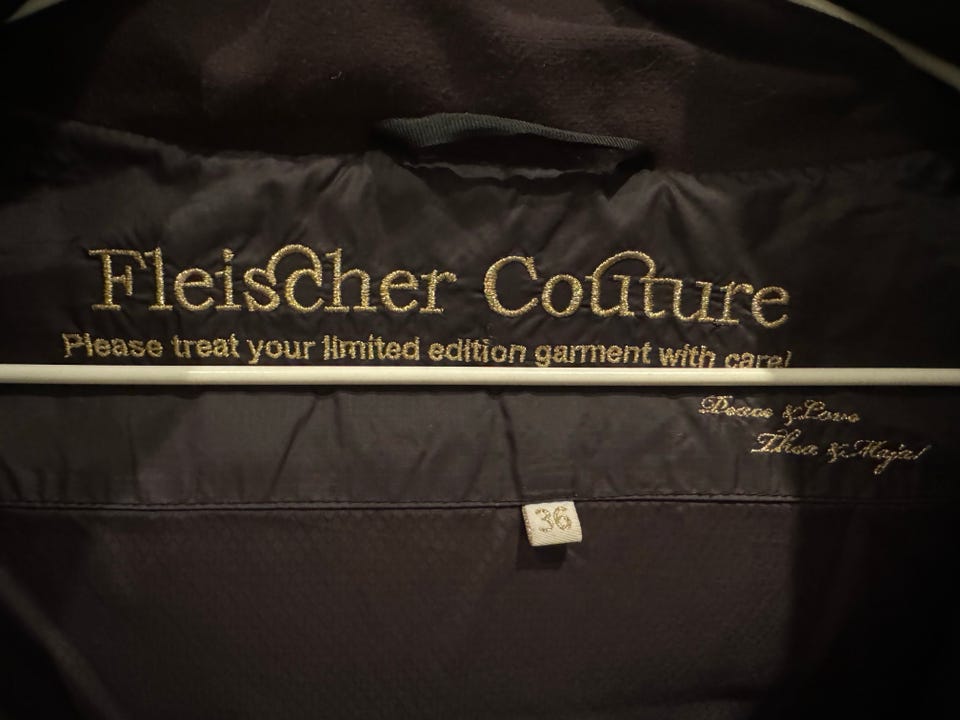 Fleischer Couture
Please treat your limited edition garment with care!
Peace & Love
Thea & Maja!
36